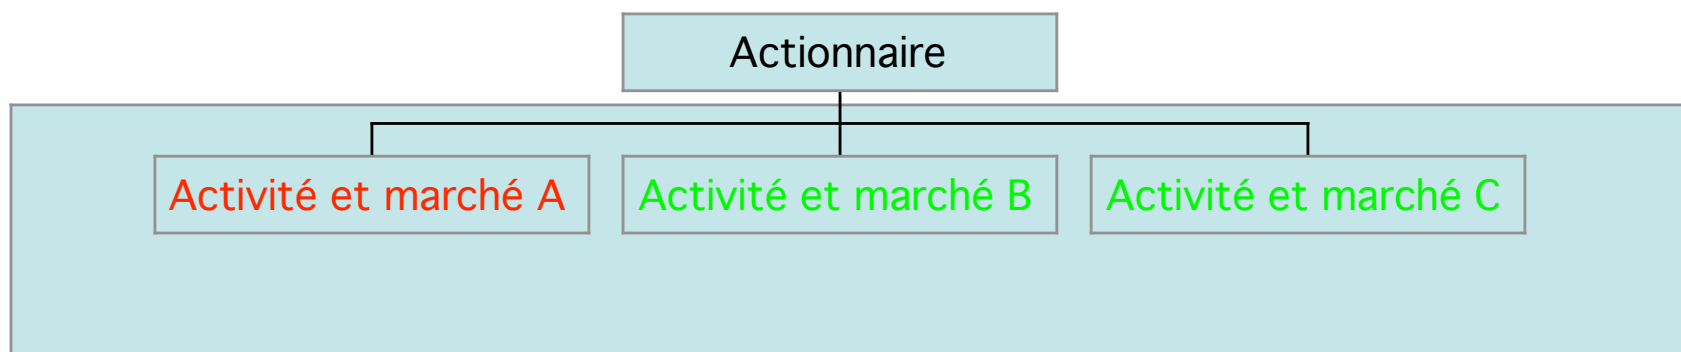 Actionnaire
Activité et marché A
Activité et marché B
Activité et marché C